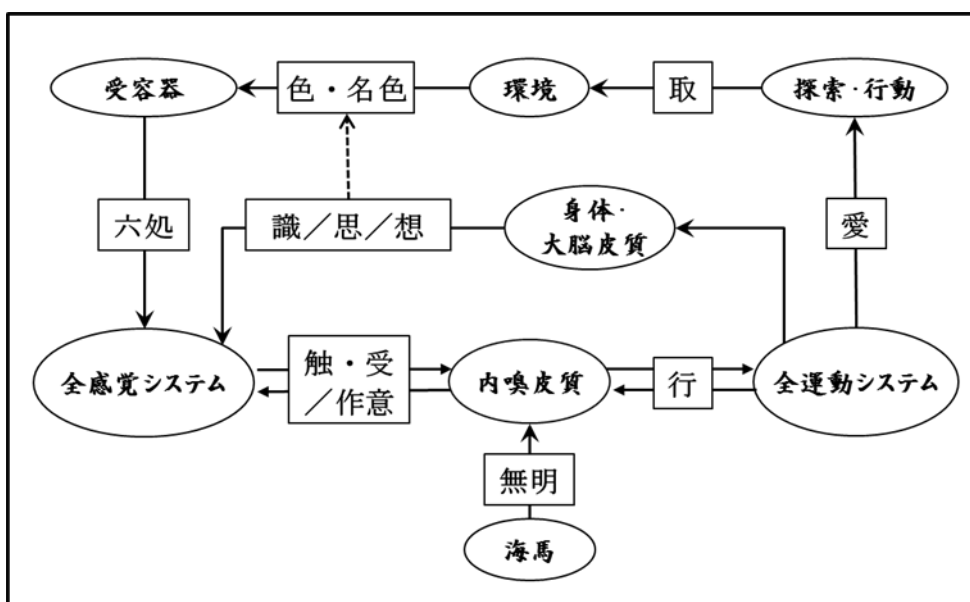 受容器
色・名色
環境
取
探索・行動
六処
識／思／想
身体・
大脳皮質
愛
全感覚システム
触・受
／作意
内嗅皮質
行
全運動システム
無明
海馬